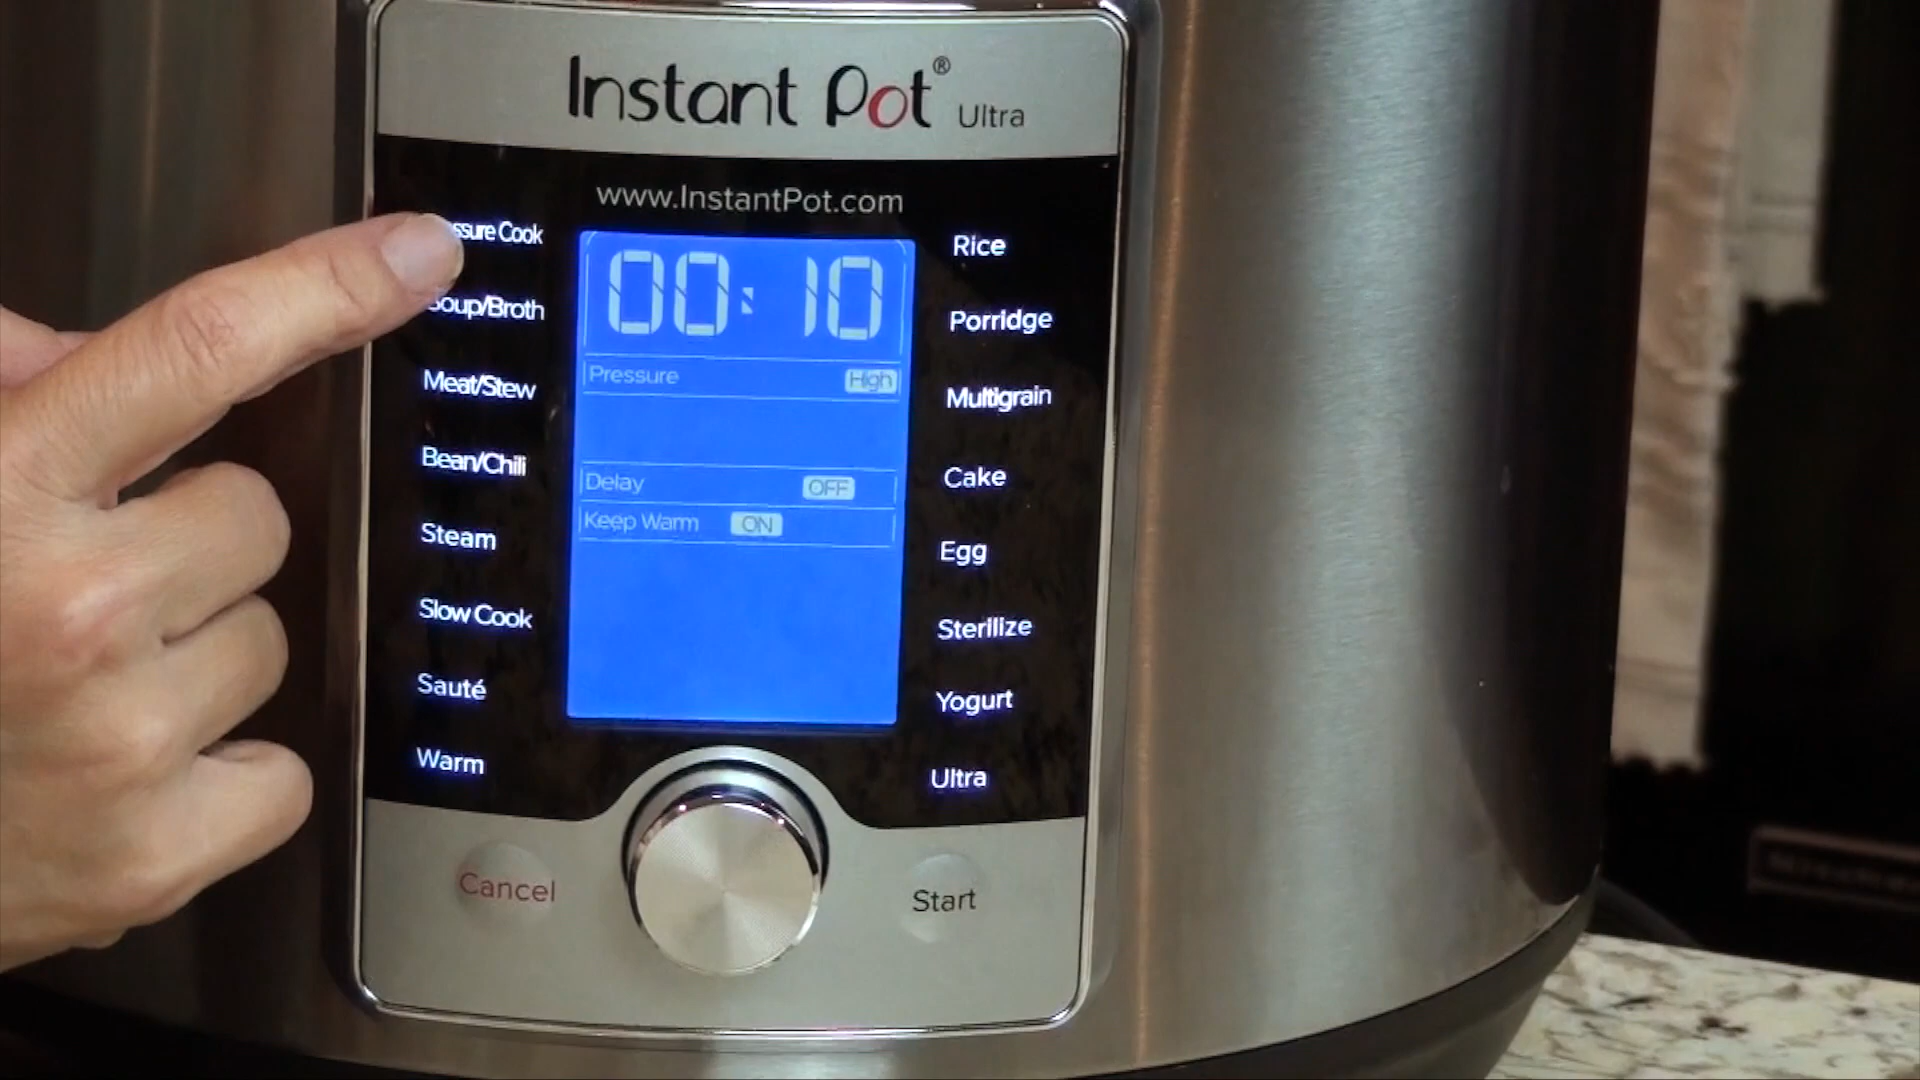 Instant Pot® Ultra
www.InstantPot.com
ssure Cook
Soup/Broth
Meat/Stew
Bean/Chili
Steam
Slow Cook
Sauté
Warm
00:10
Pressure High
Delay OFF
Keep Warm ON
Rice
Porridge
Multigrain
Cake
Egg
Sterilize
Yogurt
Ultra
Cancel
Start